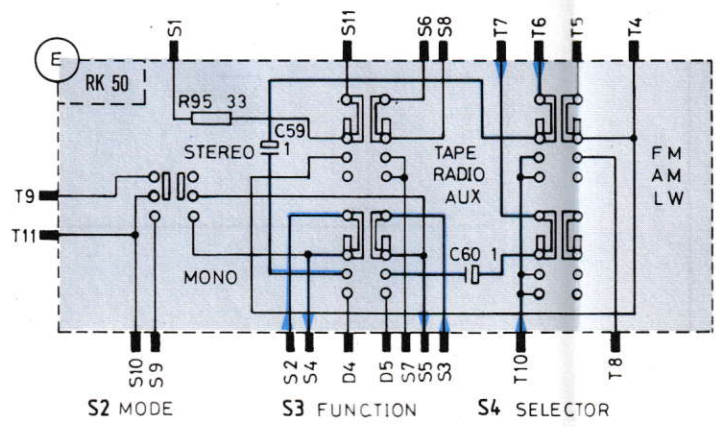 S1 S11 S6 S8 T7 T6 T5 T4
E
RK 50
R95 33
C59
1
STEREO
TAPE
RADIO
AUX
FM
AM
LW
T9
T11
MONO
C60 1
S10 S9 S2 S4 D4 D5 S7 S5 S3 T10 T8
S2 MODE S3 FUNCTION S4 SELECTOR